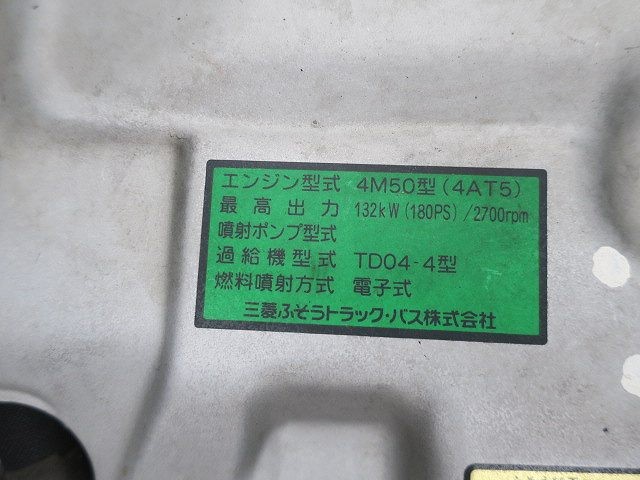 エンジン型式 4M50型(4AT5)
最高出力 132kW(180PS)/2700rpm
噴射ポンプ型式
過給機型式 TD04-4型
燃料噴射方式 電子式
三菱ふそうトラック・バス株式会社